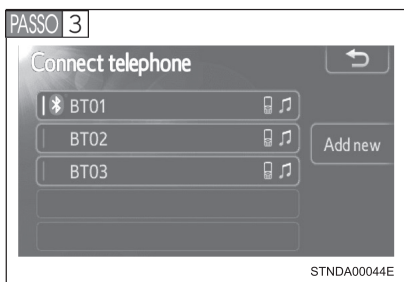 PASSO 3
Connect telephone
BT01
BT02
Add new
BT03
STNDA00044E